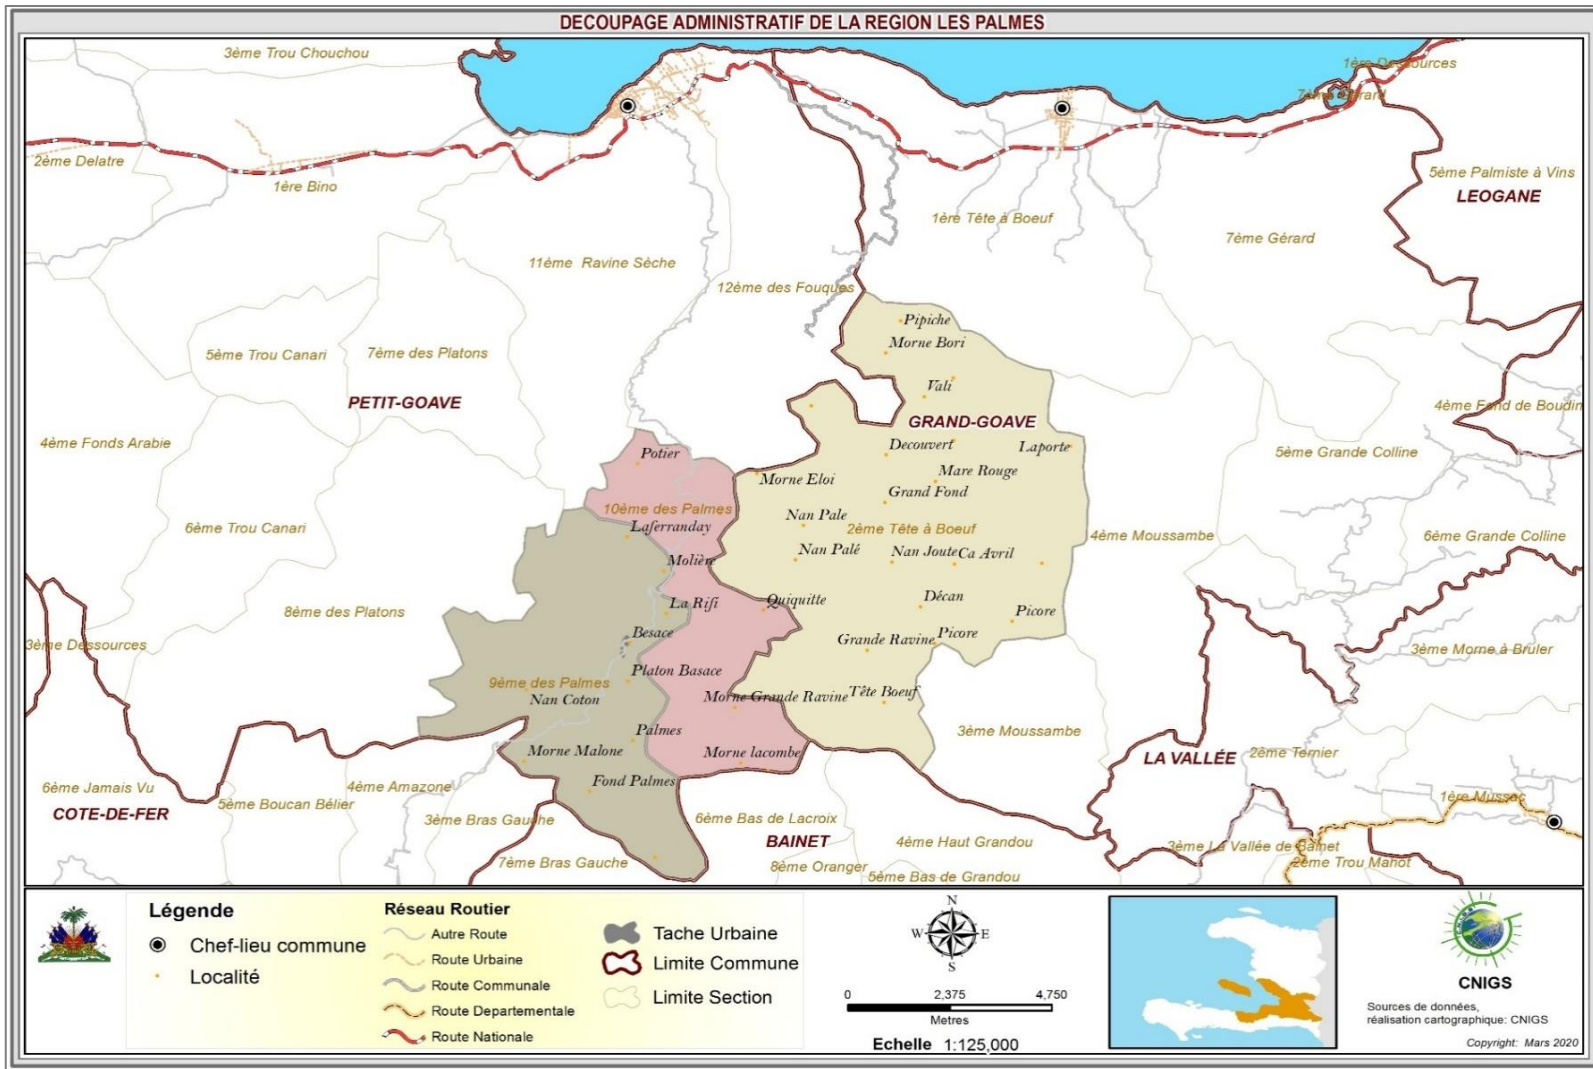 DECOUPAGE ADMINISTRATIF DE LA REGION LES PALMES
3ème Trou Chouchou
1ère Dessources
7ème Gérard
2ème Delatre
1ère Bino
5ème Palmiste à Vins
LEOGANE
1ère Tête à Boeuf
7ème Gérard
11ème Ravine Sèche
12ème des Fouques
Pipiche
Morne Bori
5ème Trou Canari
7ème des Platons
Vali
PETIT-GOAVE
GRAND-GOAVE
4ème Fond de Boudin
4ème Fonds Arabie
Decouvert
Laporte
5ème Grande Colline
Potier
Morne Eloi
Mare Rouge
Grand Fond
10ème des Palmes
Nan Pale
6ème Trou Canari
Laferranday
2ème Tête à Boeuf
4ème Moussambe
6ème Grande Colline
Molière
Nan Palé
Nan Joute
Ca Avril
8ème des Platons
La Rifi
Quiquitte
Décan
Picore
3ème Dessources
Besace
Grande Ravine
Picore
3ème Morne à Brûler
Platon Basace
9ème des Palmes
Nan Coton
Morne Grande Ravine
Tête Boeuf
Palmes
3ème Moussambe
Morne Malone
Morne lacombe
LA VALLÉE
2ème Ternier
6ème Jamais Vu
4ème Amazone
Fond Palmes
5ème Boucan Bélier
1ère Mussac
COTE-DE-FER
3ème Bras Gauche
6ème Bas de Lacroix
BAINET
4ème Haut Grandou
3ème La Vallée de Bainet
7ème Bras Gauche
8ème Oranger
5ème Bas de Grandou
2ème Trou Mahot
Légende
Chef-lieu commune
Localité
Réseau Routier
Autre Route
Route Urbaine
Route Communale
Route Departementale
Route Nationale
Tache Urbaine
Limite Commune
Limite Section
N
W
E
S
0 2,375 4,750
Metres
Echelle 1:125,000
CNIGS
Sources de données,
réalisation cartographique: CNIGS
Copyright: Mars 2020